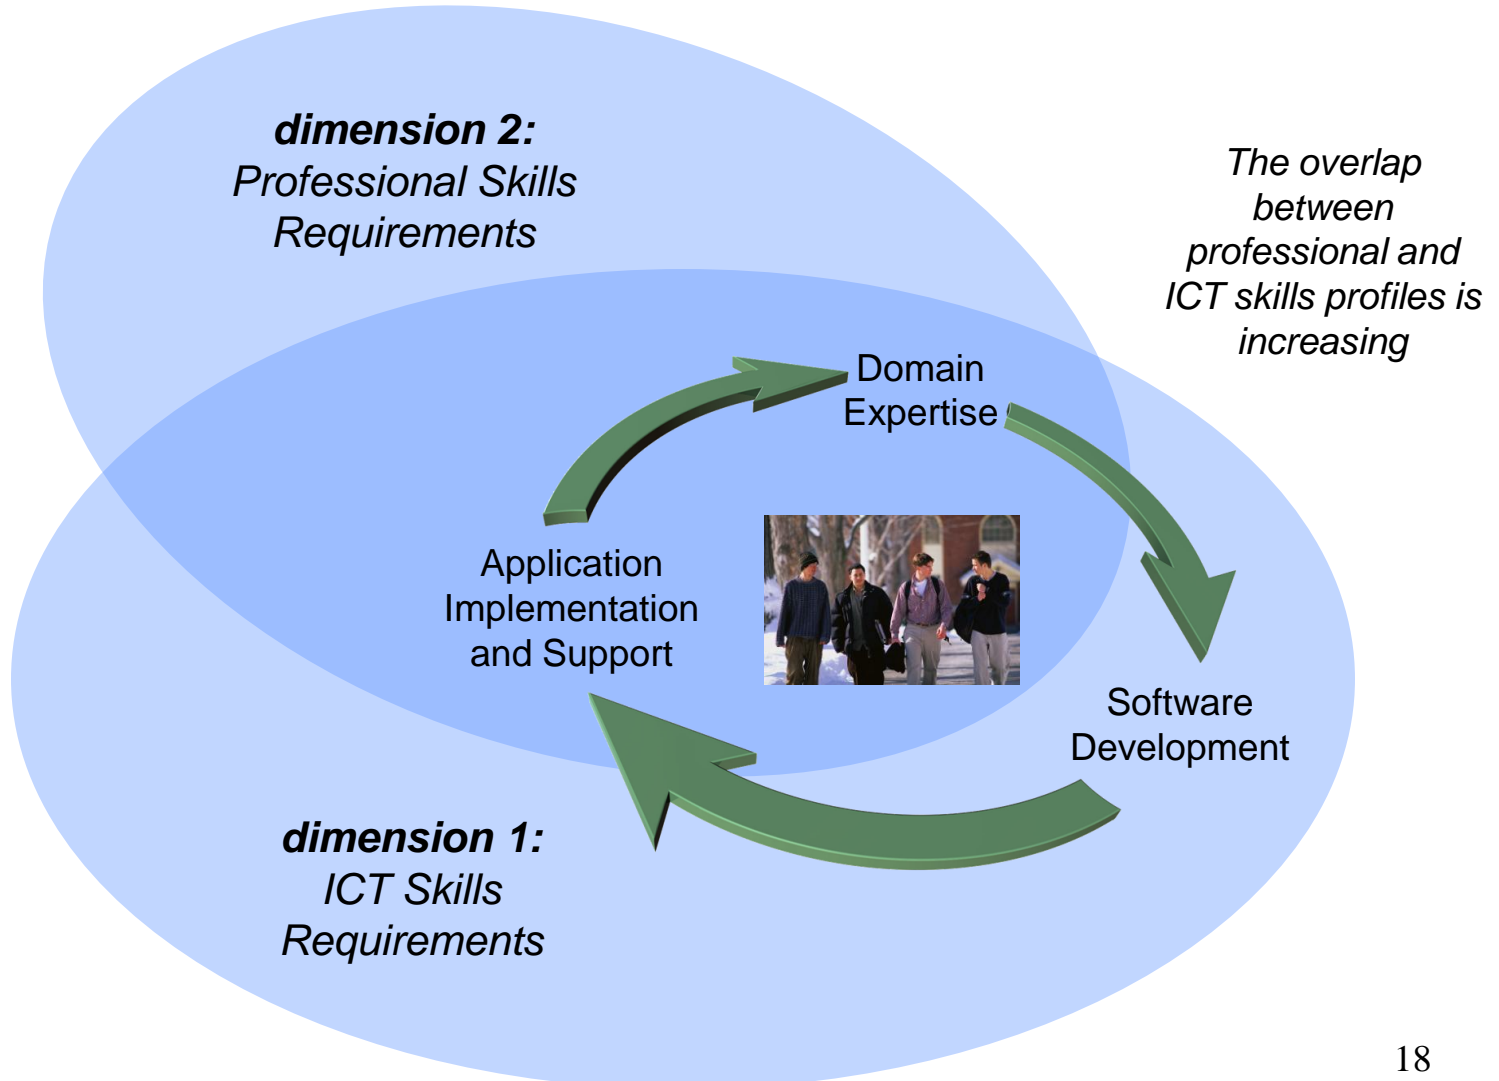 dimension 2:
Professional Skills
Requirements
The overlap
between
professional and
ICT skills profiles is
increasing
Domain
Expertise
Application
Implementation
and Support
Software
Development
dimension 1:
ICT Skills
Requirements
18